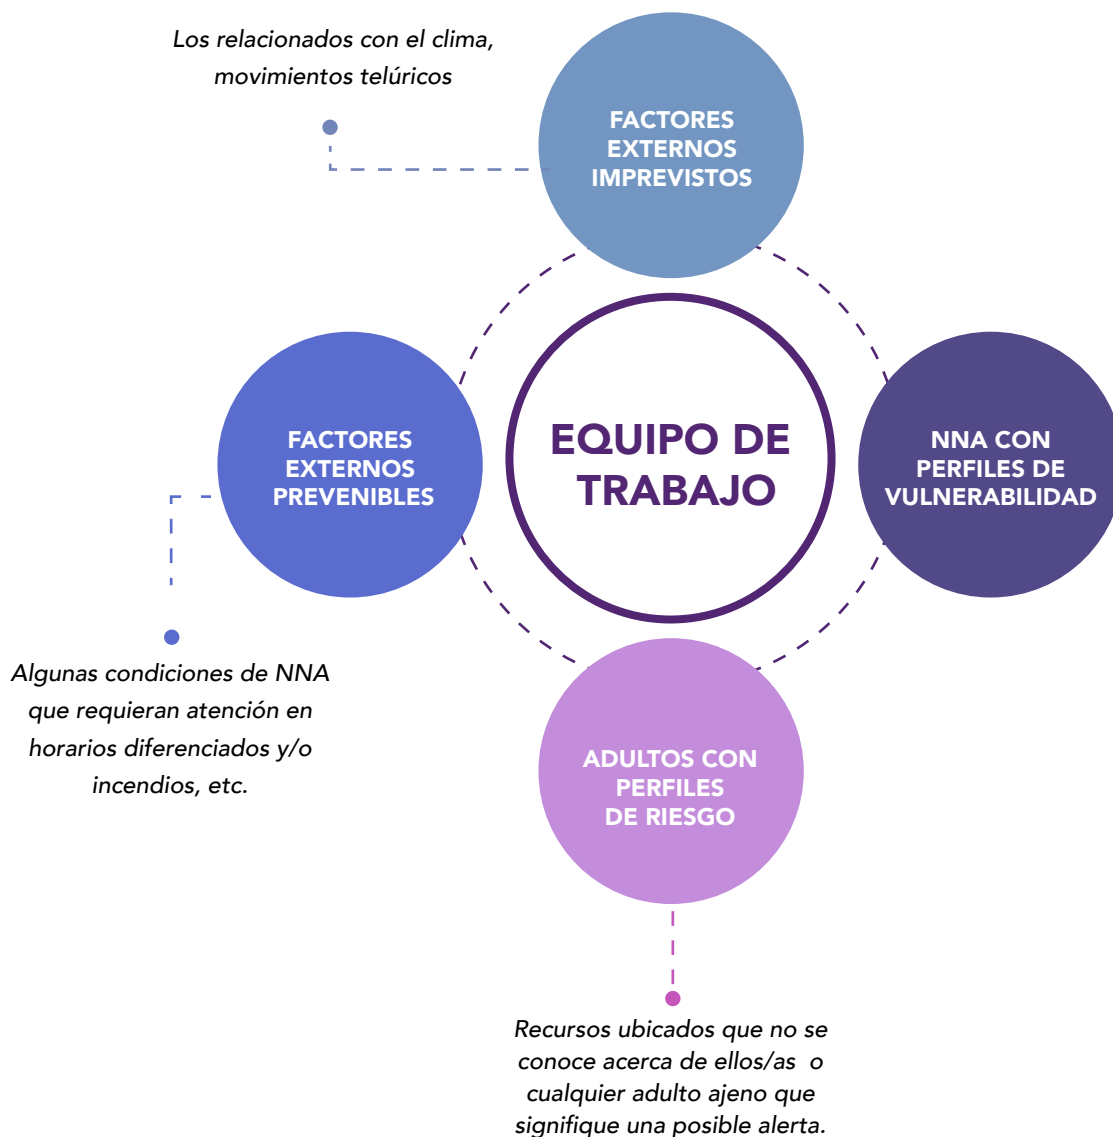 Los relacionados con el clima,
movimientos telúricos
FACTORES
EXTERNOS
IMPREVISTOS
FACTORES
EXTERNOS
PREVENIBLES
EQUIPO DE
TRABAJO
NNA CON
PERFILES DE
VULNERABILIDAD
Algunas condiciones de NNA
que requieran atención en
horarios diferenciados y/o
incendios, etc.
ADULTOS CON
PERFILES
DE RIESGO
Recursos ubicados que no se
conoce acerca de ellos/as o
cualquier adulto ajeno que
signifique una posible alerta.